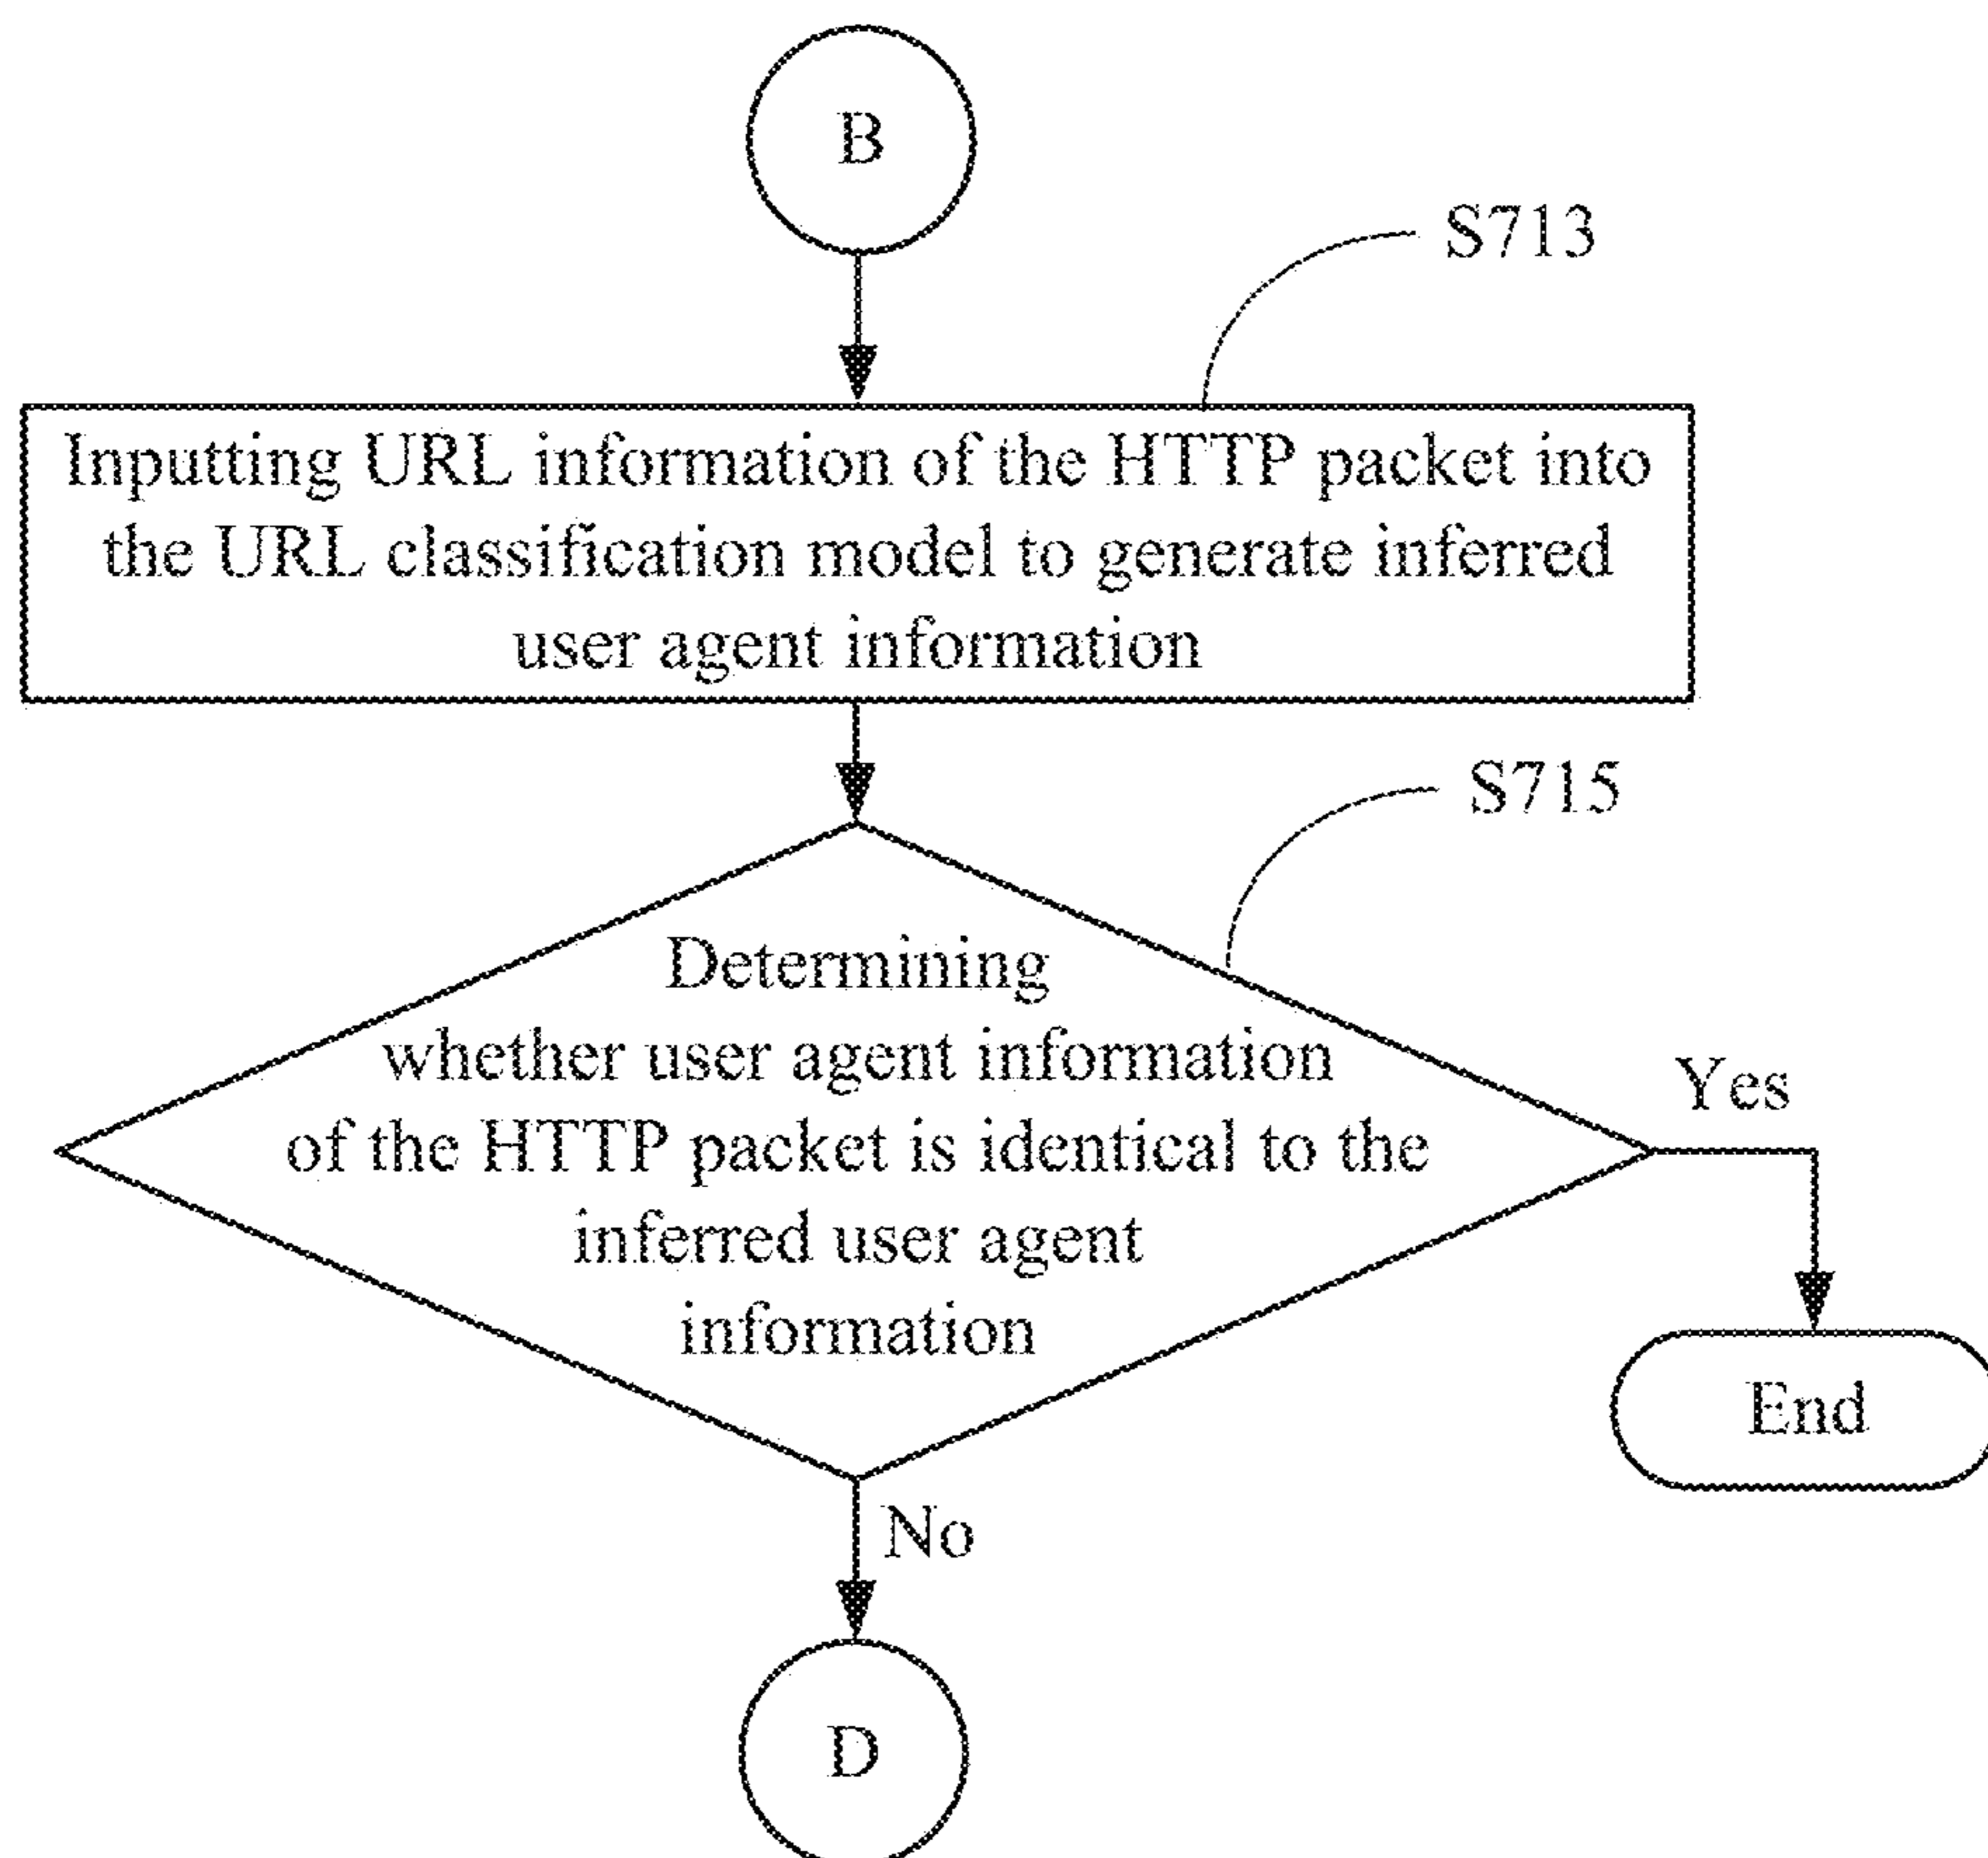 B
S713
Inputting URL information of the HTTP packet into
the URL classification model to generate inferred
user agent information
S715
Determining
whether user agent information
of the HTTP packet is identical to the
inferred user agent
information
Yes
End
No
D